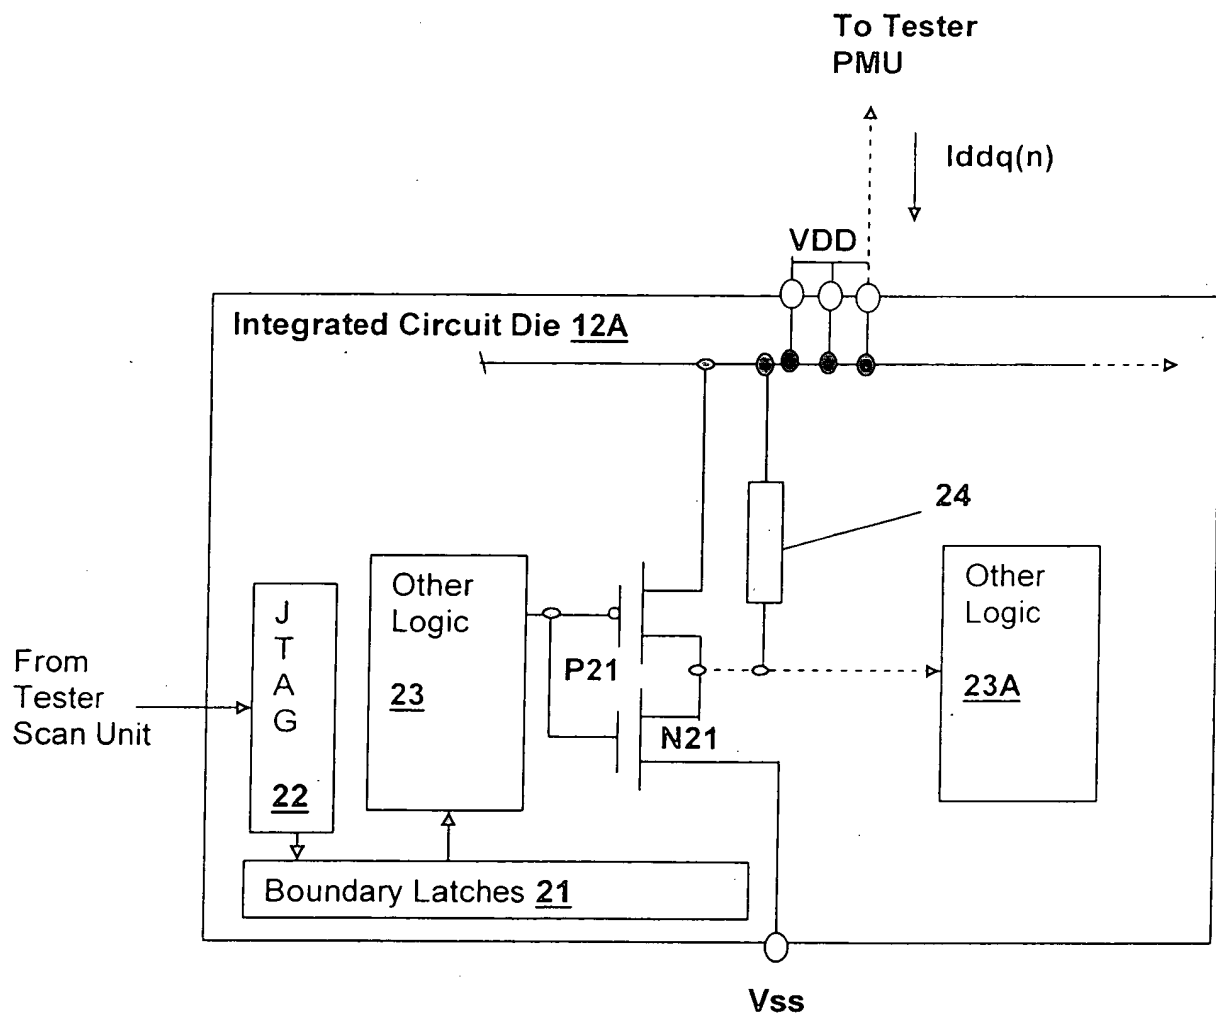 To Tester
PMU
Iddq(n)
VDD
Integrated Circuit Die 12A
24
Other
Logic
23
Other
Logic
23A
J
T
A
G
22
P21
N21
From
Tester
Scan Unit
Boundary Latches 21
Vss